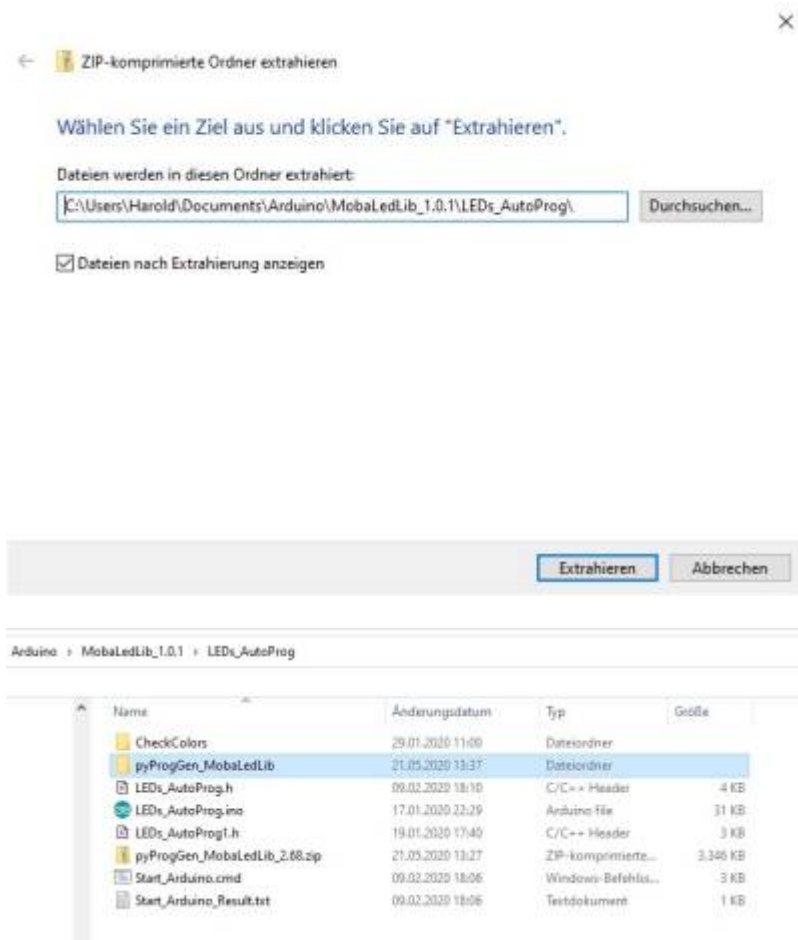 ZIP-komprimierte Ordner extrahieren
Wählen Sie ein Ziel aus und klicken Sie auf "Extrahieren".
Dateien werden in diesen Ordner extrahiert:
C:\Users\Harold\Documents\Arduino\MobaLedLib_1.0.1\LEDs_AutoProg\ Durchsuchen...
Dateien nach Extrahierung anzeigen
Extrahieren Abbrechen
Arduino › MobaLedLib_1.0.1 › LEDs_AutoProg
Name Änderungsdatum Typ Größe
CheckColors 29.01.2020 11:00 Dateiordner
pyProgGen_MobaLedLib 21.05.2020 13:37 Dateiordner
LEDs_AutoProg.h 09.02.2020 18:10 C/C++ Header 4 KB
LEDs_AutoProg.ino 17.01.2020 22:29 Arduino file 31 KB
LEDs_AutoProg1.h 19.01.2020 17:40 C/C++ Header 3 KB
pyProgGen_MobaLedLib_2.68.zip 21.05.2020 13:27 ZIP-komprimierte... 3.346 KB
Start_Arduino.cmd 09.02.2020 18:06 Windows-Befehlss... 3 KB
Start_Arduino_Result.txt 09.02.2020 18:06 Textdokument 1 KB